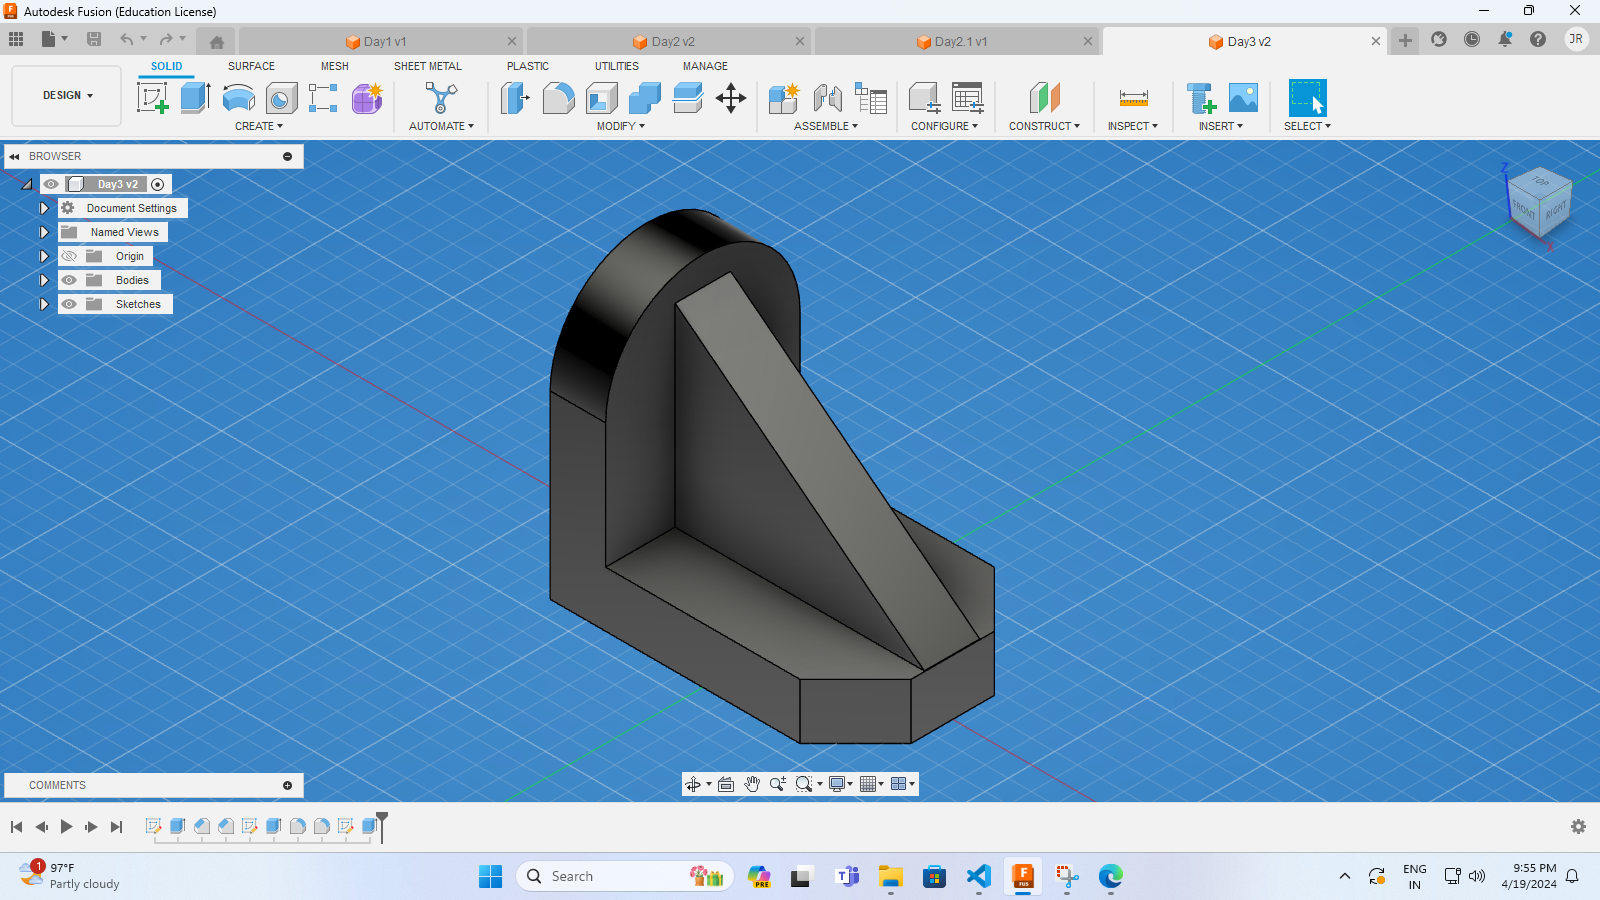 Autodesk Fusion (Education License)
Day1 v1
Day2 v2
Day2.1 v1
Day3 v2
JR
DESIGN
SOLID
SURFACE
MESH
SHEET METAL
PLASTIC
UTILITIES
MANAGE
CREATE
AUTOMATE
MODIFY
ASSEMBLE
CONFIGURE
CONSTRUCT
INSPECT
INSERT
SELECT
BROWSER
Day3 v2
Document Settings
Named Views
Origin
Bodies
Sketches
Z
TOP
FRONT
RIGHT
X
COMMENTS
1
97°F
Partly cloudy
Search
PRE
T
F
FUS
ENG
IN
9:55 PM
4/19/2024